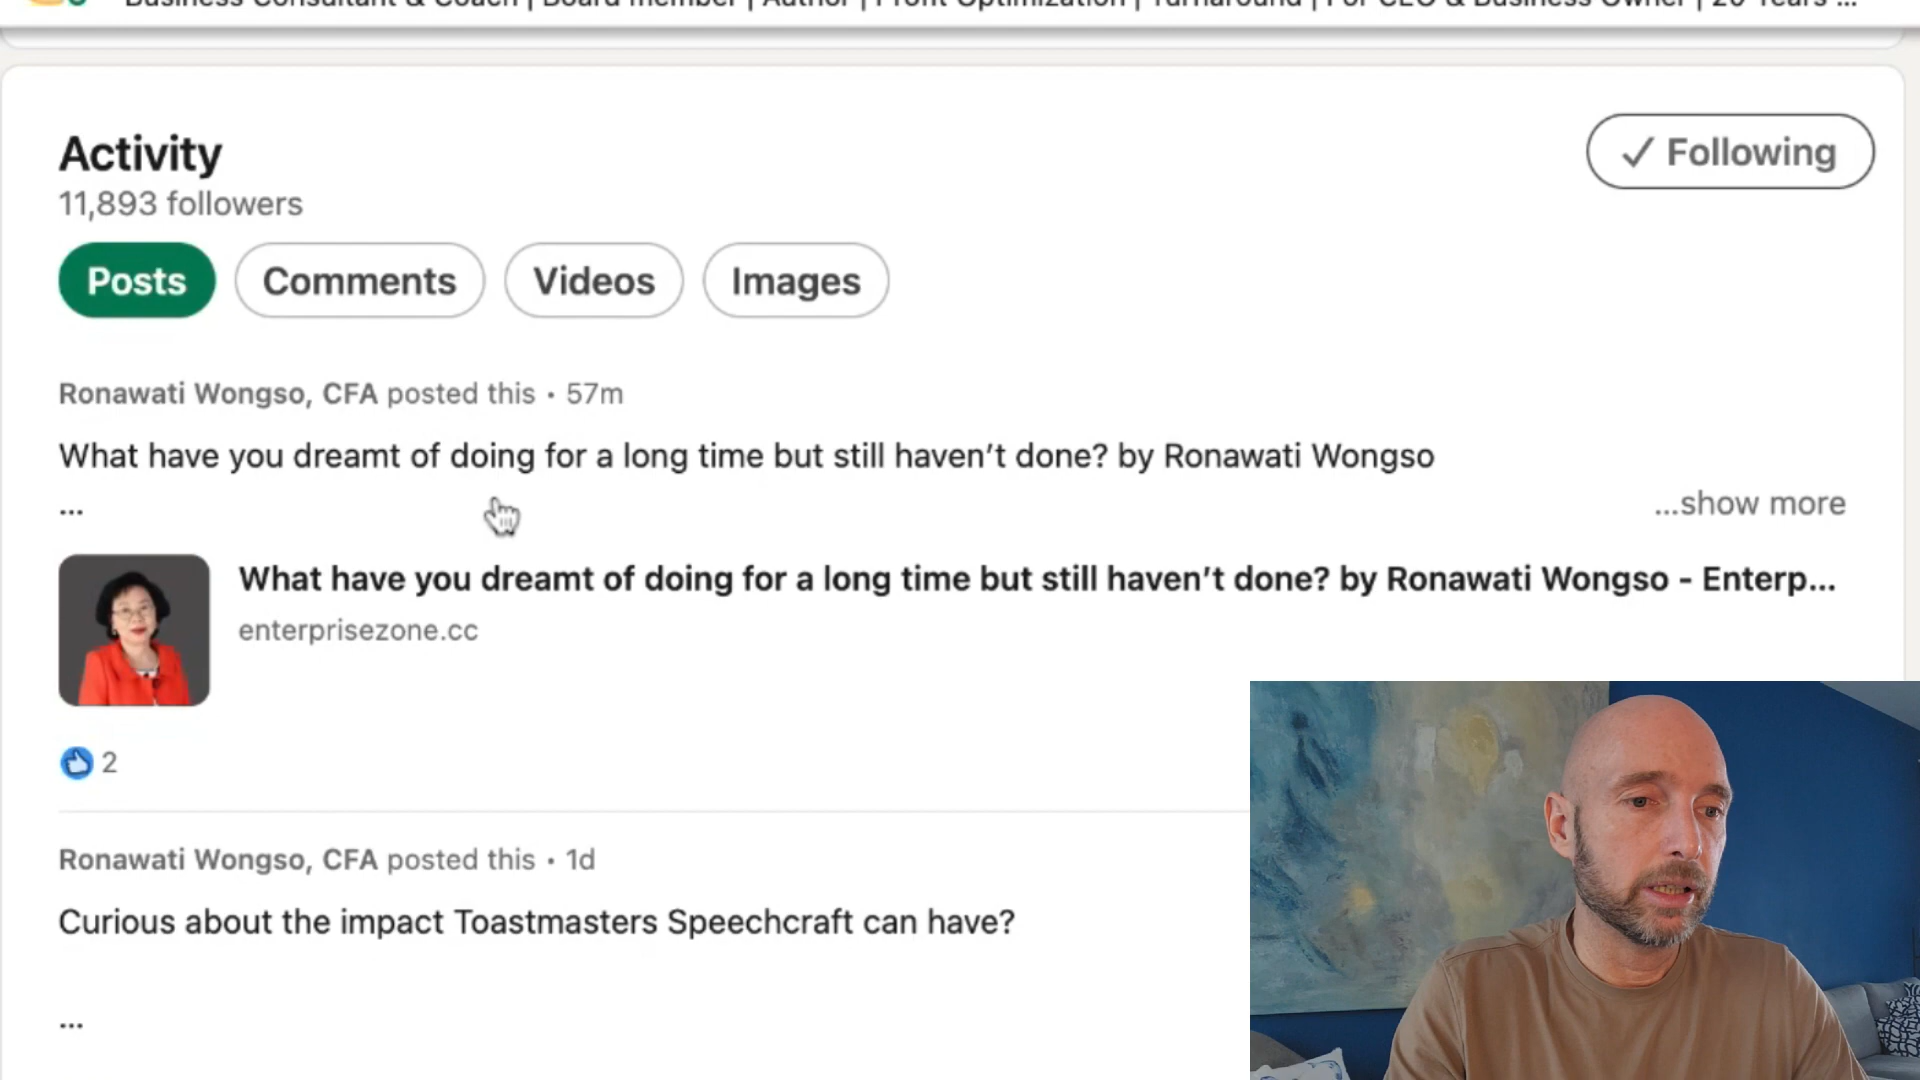 Business Consultant & Coach | Board member | Author | Profit Optimization | Turnaround | For CEO & Business Owner | 20 Years ...
Activity
11,893 followers
✓ Following
Posts
Comments
Videos
Images
Ronawati Wongso, CFA posted this • 57m
What have you dreamt of doing for a long time but still haven’t done? by Ronawati Wongso
...
...show more
What have you dreamt of doing for a long time but still haven’t done? by Ronawati Wongso - Enterp...
enterprisezone.cc
2
Ronawati Wongso, CFA posted this • 1d
Curious about the impact Toastmasters Speechcraft can have?
...